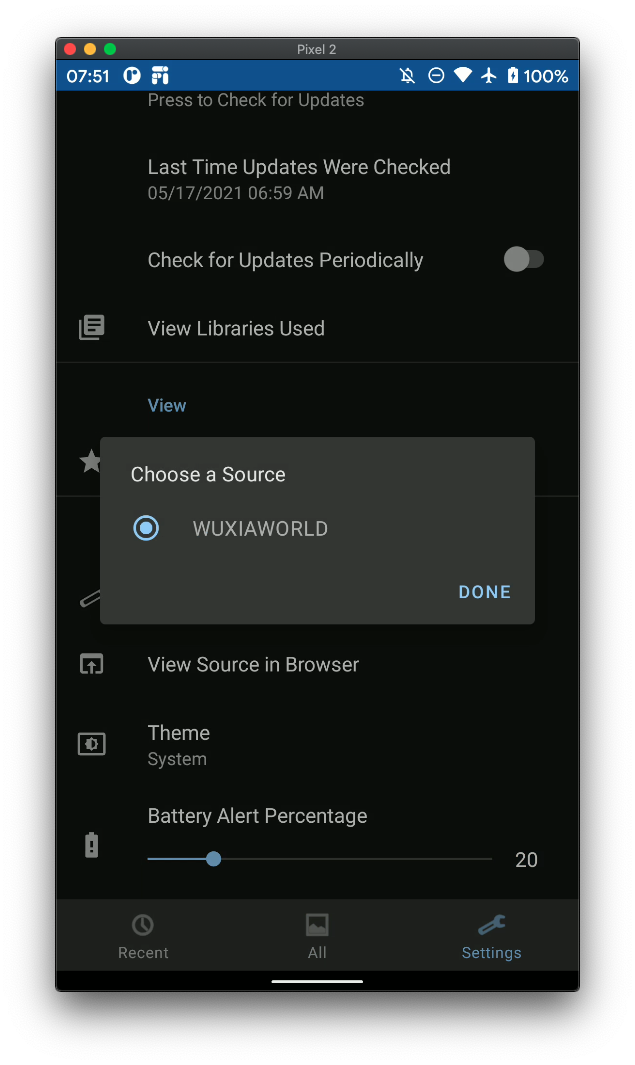 Pixel 2
07:51
100%
Press to Check for Updates
Last Time Updates Were Checked
05/17/2021 06:59 AM
Check for Updates Periodically
View Libraries Used
View
Choose a Source
WUXIAWORLD
DONE
View Source in Browser
Theme
System
Battery Alert Percentage
20
Recent
All
Settings